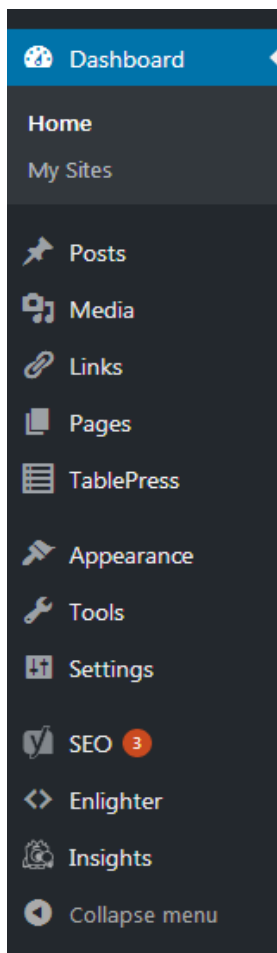 Dashboard
Home
My Sites
Posts
Media
Links
Pages
TablePress
Appearance
Tools
Settings
SEO 3
Enlighter
Insights
Collapse menu